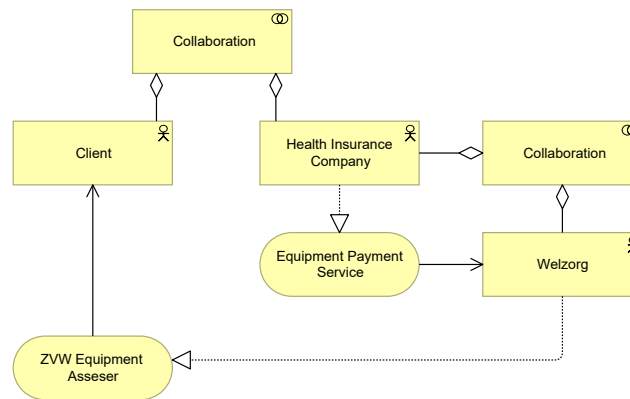 Collaboration
Client
Health Insurance
Company
Collaboration
Equipment Payment
Service
Welzorg
ZVW Equipment
Asseser